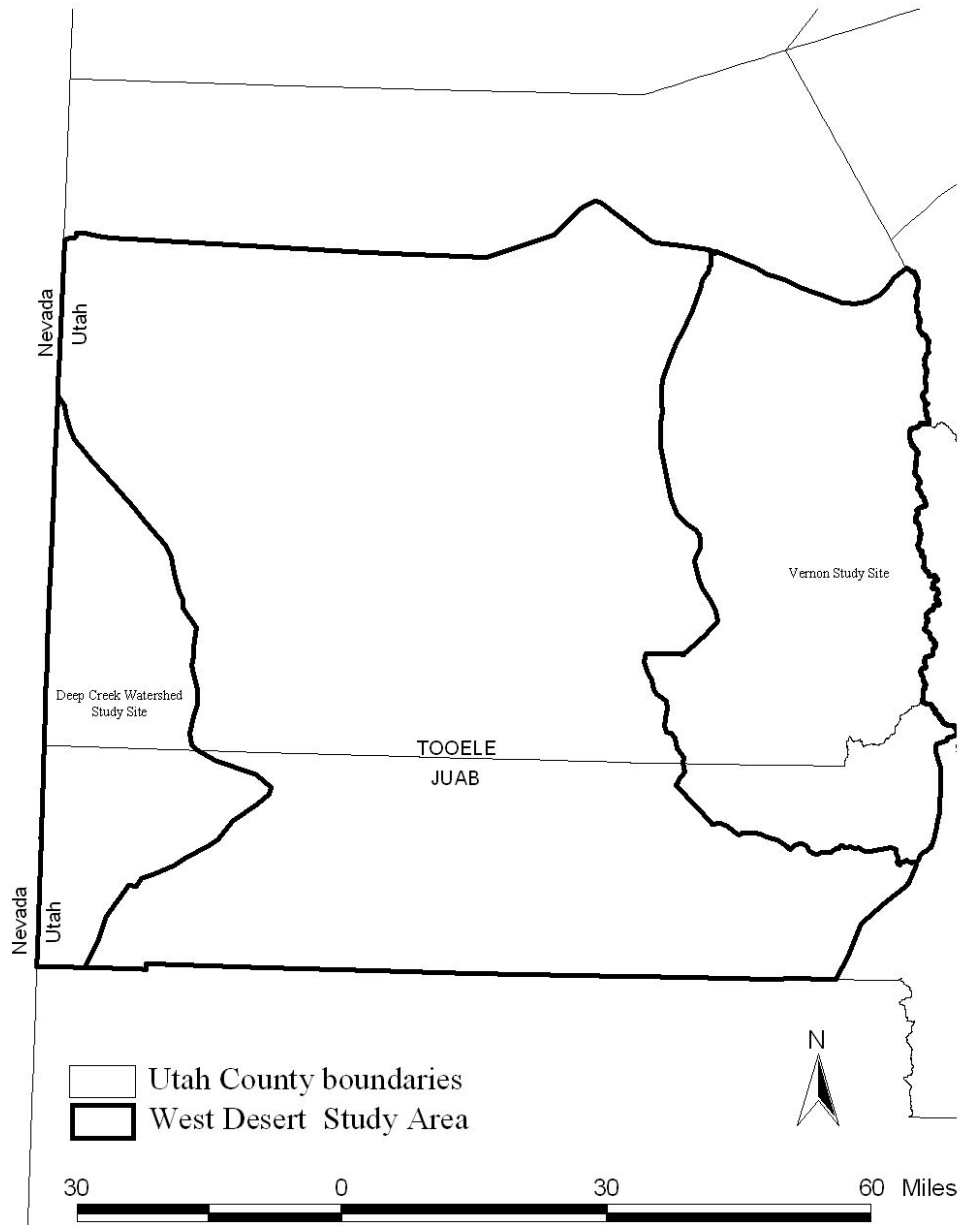 Nevada
Utah
Vernon Study Site
Deep Creek Watershed
Study Site
TOOELE
JUAB
Nevada
Utah
N
Utah County boundaries
West Desert Study Area
30 0 30 60 Miles